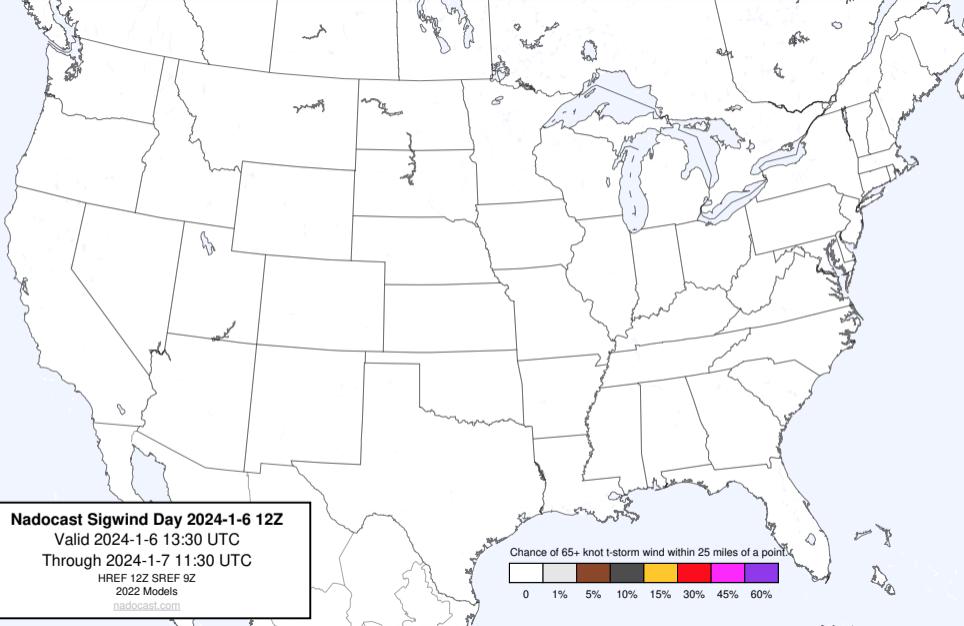 Nadocast Sigwind Day 2024-1-6 12Z
Valid 2024-1-6 13:30 UTC
Through 2024-1-7 11:30 UTC
HREF 12Z SREF 9Z
2022 Models
nadocast.com
Chance of 65+ knot t-storm wind within 25 miles of a point.
0 1% 5% 10% 15% 30% 45% 60%